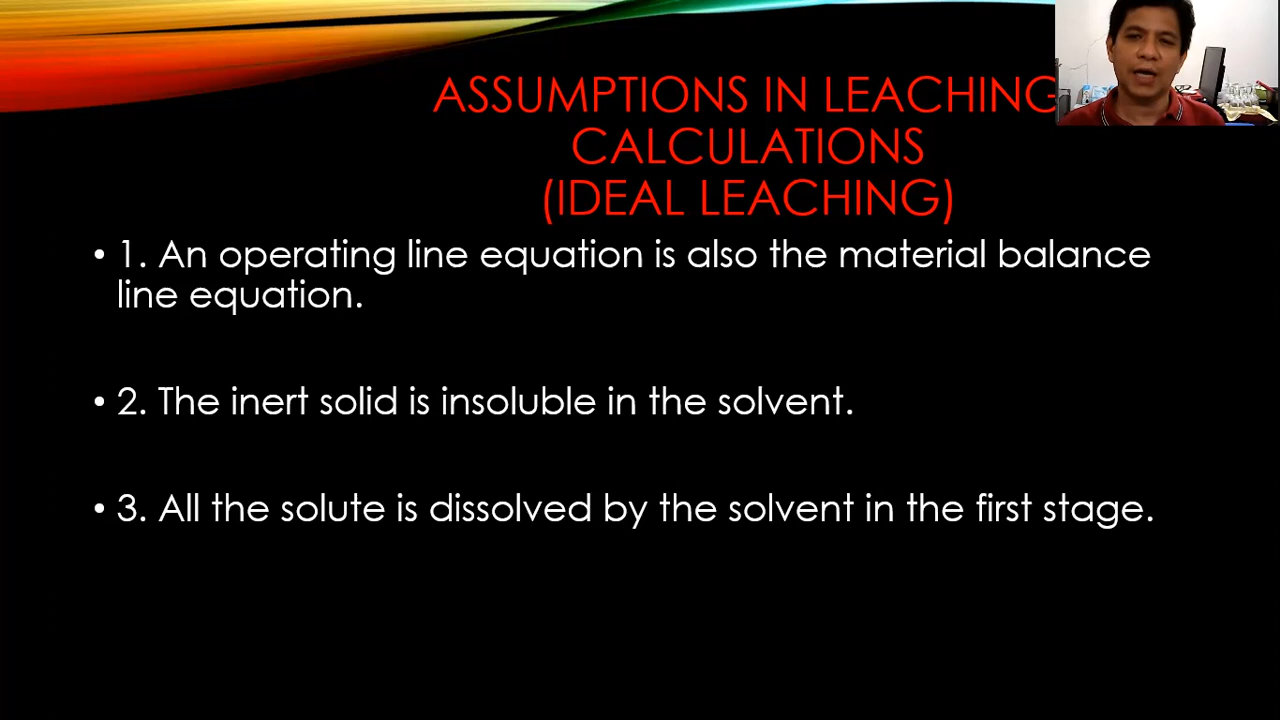 ASSUMPTIONS IN LEACHING
CALCULATIONS
(IDEAL LEACHING)
• 1. An operating line equation is also the material balance
line equation.
• 2. The inert solid is insoluble in the solvent.
• 3. All the solute is dissolved by the solvent in the first stage.